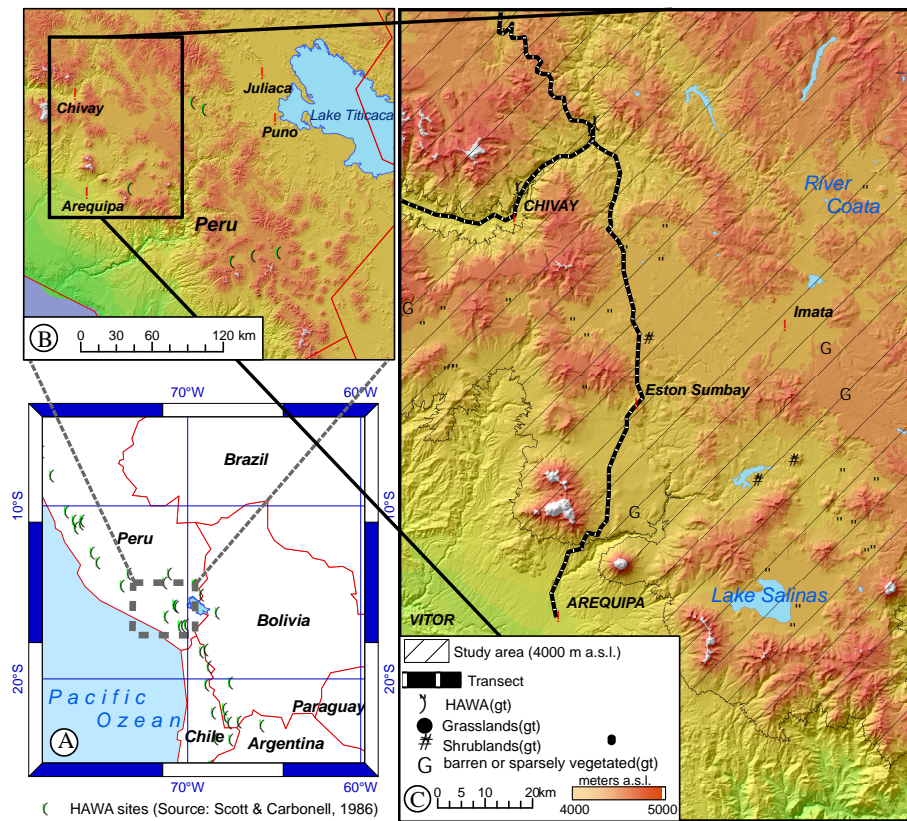 Juliaca
Chivay
Lake Titicaca
Puno
Arequipa
Peru
B
0 30 60 120 km
70°W
60°W
Brazil
10°S
10°S
Peru
Bolivia
20°S
20°S
Pacific
Ozean
Paraguay
Chile
Argentina
A
70°W
60°W
HAWA sites (Source: Scott & Carbonell, 1986)
River
Coata
CHIVAY
G
Imata
G
#
Eston Sumbay
G
#
#
G
Lake Salinas
AREQUIPA
VITOR
Study area (4000 m a.s.l.)
Transect
HAWA(gt)
Grasslands(gt)
# Shrublands(gt)
G barren or sparsely vegetated(gt)
C
0 10 20km
meters a.s.l.
4000 5000